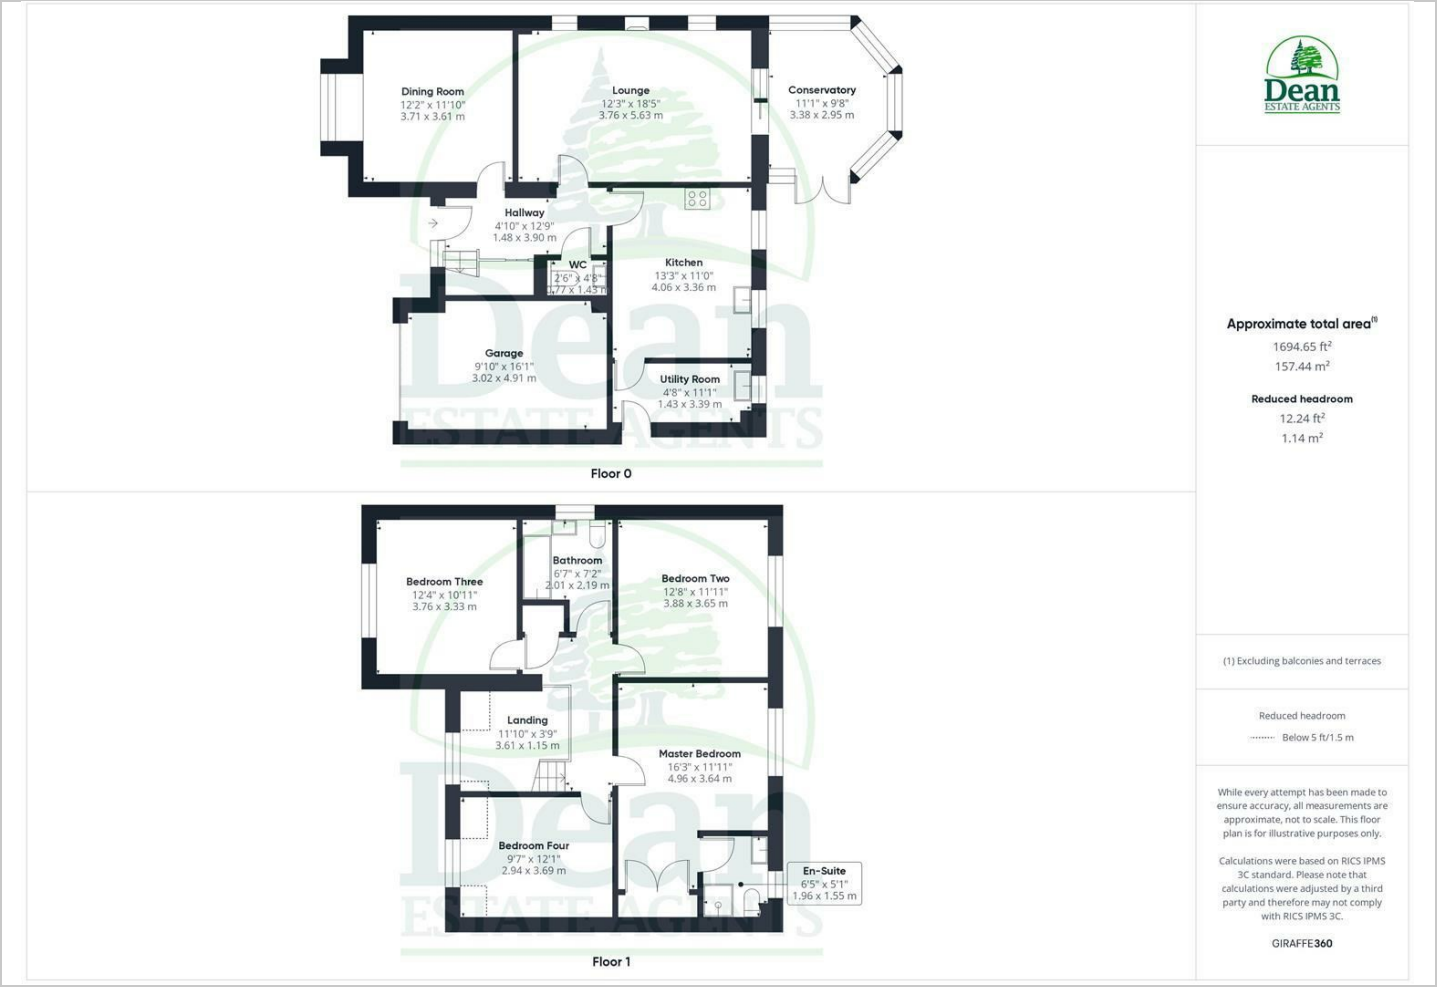 Dining Room
12'2" x 11'10"
3.71 x 3.61 m
Lounge
12'3" x 18'5"
3.76 x 5.63 m
Conservatory
11'1" x 9'8"
3.38 x 2.95 m
Hallway
4'10" x 12'9"
1.48 x 3.90 m
WC
2'6" x 4'8"
0.77 x 1.43 m
Kitchen
13'3" x 11'0"
4.06 x 3.36 m
Garage
9'10" x 16'1"
3.02 x 4.91 m
Utility Room
4'8" x 11'1"
1.43 x 3.39 m
Dean
ESTATE AGENTS
Floor 0
Bedroom Three
12'4" x 10'11"
3.76 x 3.33 m
Bathroom
6'7" x 7'2"
2.01 x 2.19 m
Bedroom Two
12'8" x 11'11"
3.88 x 3.65 m
Landing
11'10" x 3'9"
3.61 x 1.15 m
Master Bedroom
16'3" x 11'11"
4.96 x 3.64 m
Bedroom Four
9'7" x 12'1"
2.94 x 3.69 m
En-Suite
6'5" x 5'1"
1.96 x 1.55 m
Dean
ESTATE AGENTS
Floor 1
Dean
ESTATE AGENTS
Approximate total area⁽¹⁾
1694.65 ft²
157.44 m²
Reduced headroom
12.24 ft²
1.14 m²
(1) Excluding balconies and terraces
Reduced headroom
Below 5 ft/1.5 m
While every attempt has been made to
ensure accuracy, all measurements are
approximate, not to scale. This floor
plan is for illustrative purposes only.
Calculations were based on RICS IPMS
3C standard. Please note that
calculations were adjusted by a third
party and therefore may not comply
with RICS IPMS 3C.
GIRAFFE360